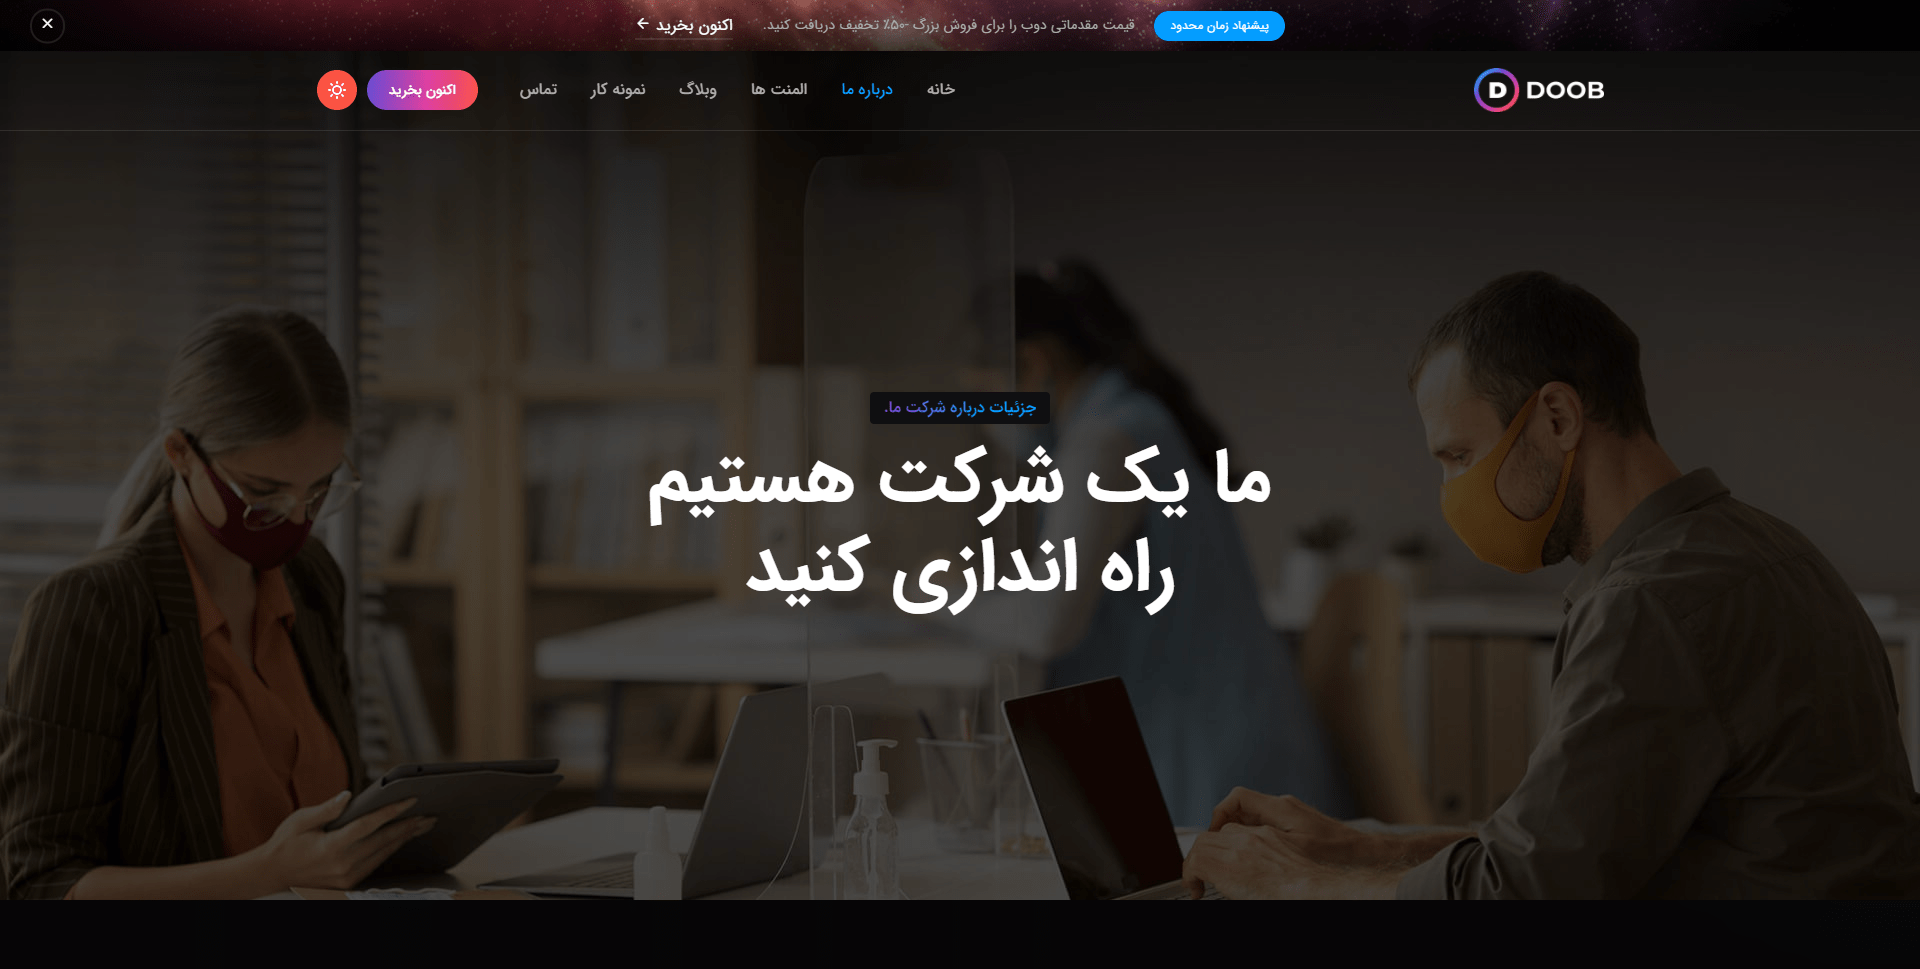 پیشنهاد زمان محدود
قیمت مقدماتی دوب را برای فروش بزرگ -۵۰٪ تخفیف دریافت کنید.
اکنون بخرید
DOOB
خانه
درباره ما
المنت ها
وبلاگ
نمونه کار
تماس
اکنون بخرید
جزئیات درباره شرکت ما.
ما یک شرکت هستیم
راه اندازی کنید